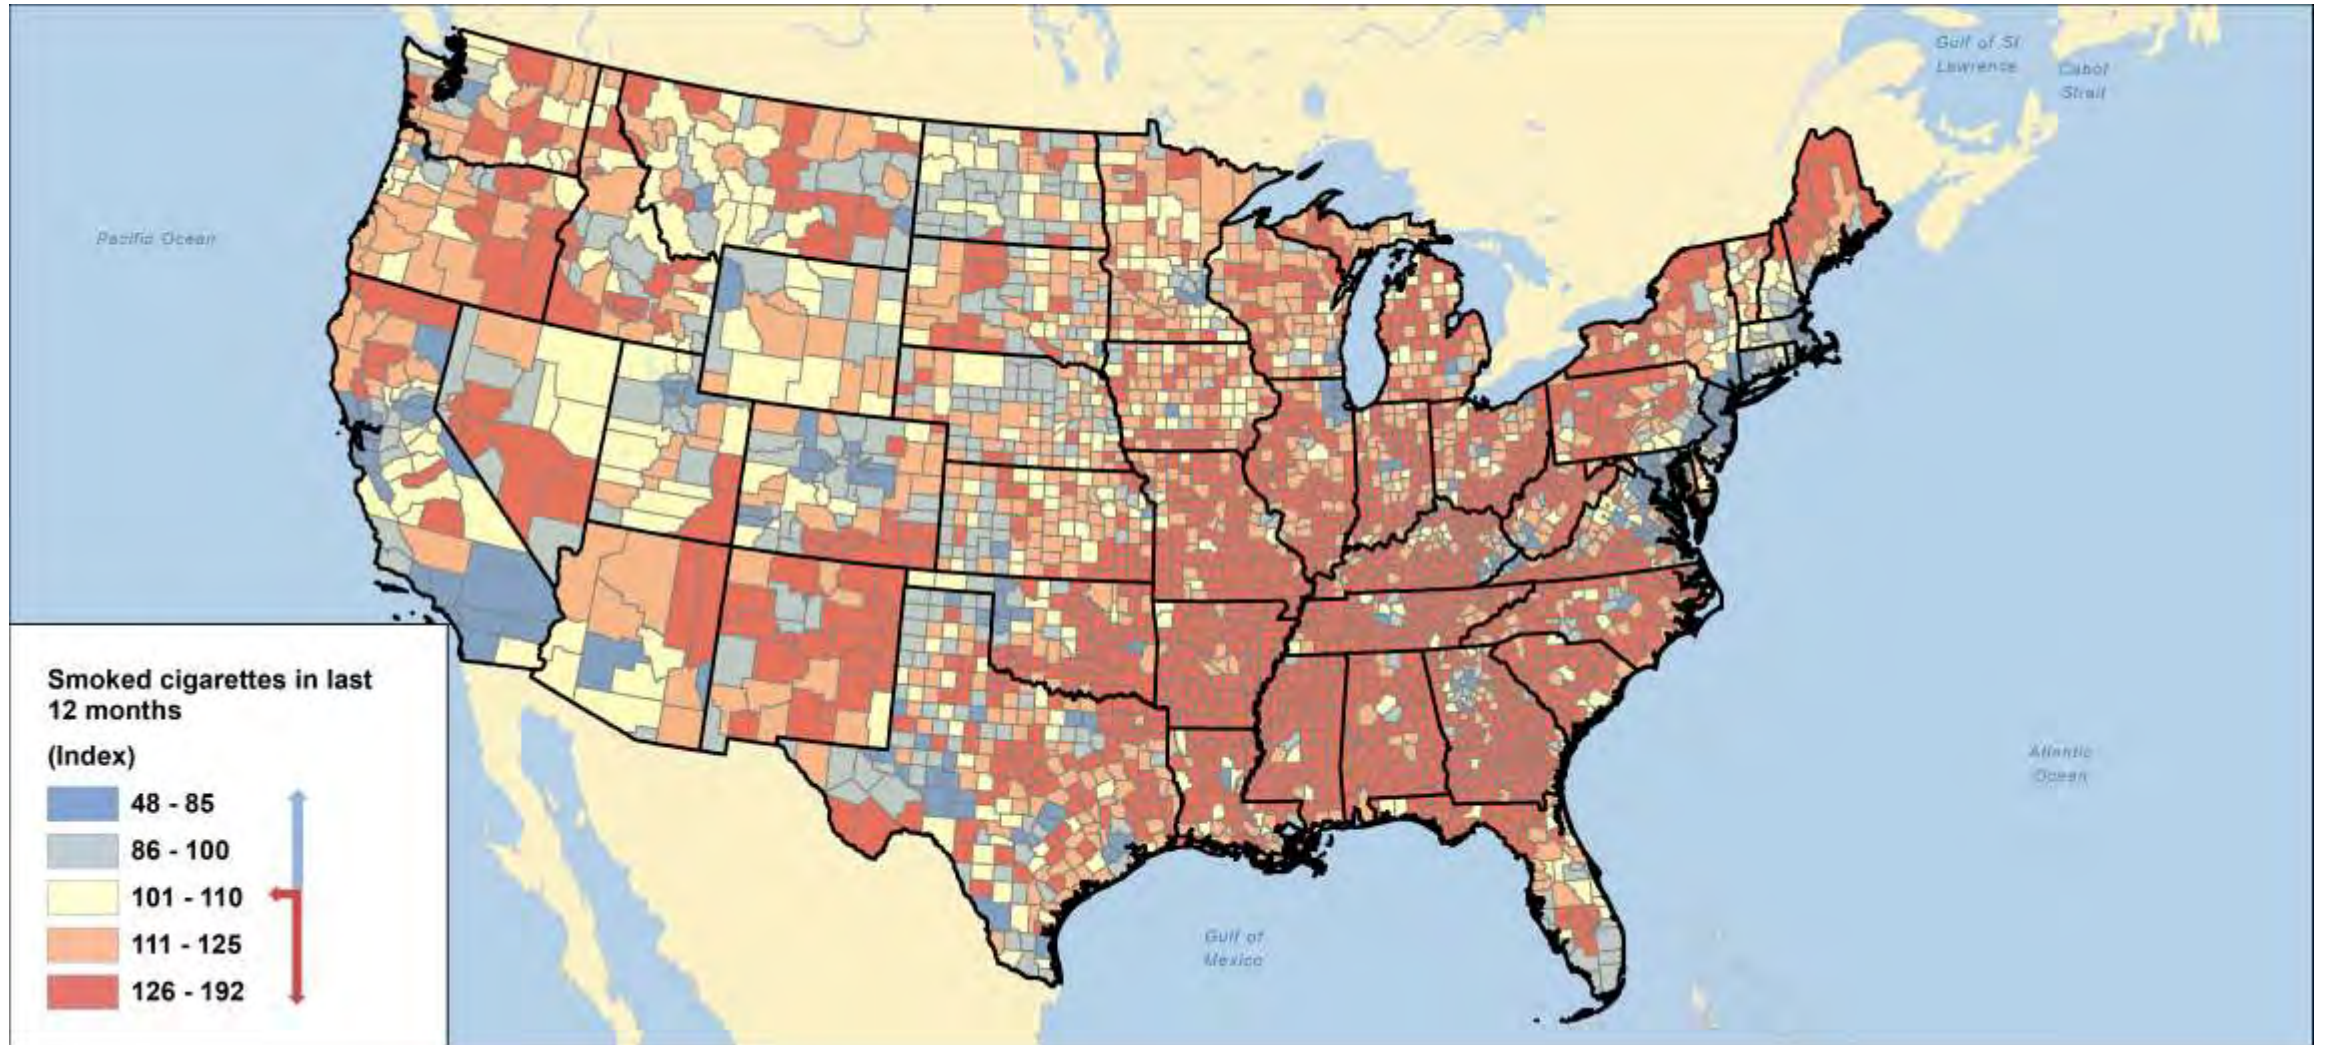 Gulf of St
Lawrence
Cabot
Strait
Pacific Ocean
Smoked cigarettes in last
12 months
(Index)
48 - 85
86 - 100
101 - 110
111 - 125
126 - 192
Atlantic
Ocean
Gulf of
Mexico